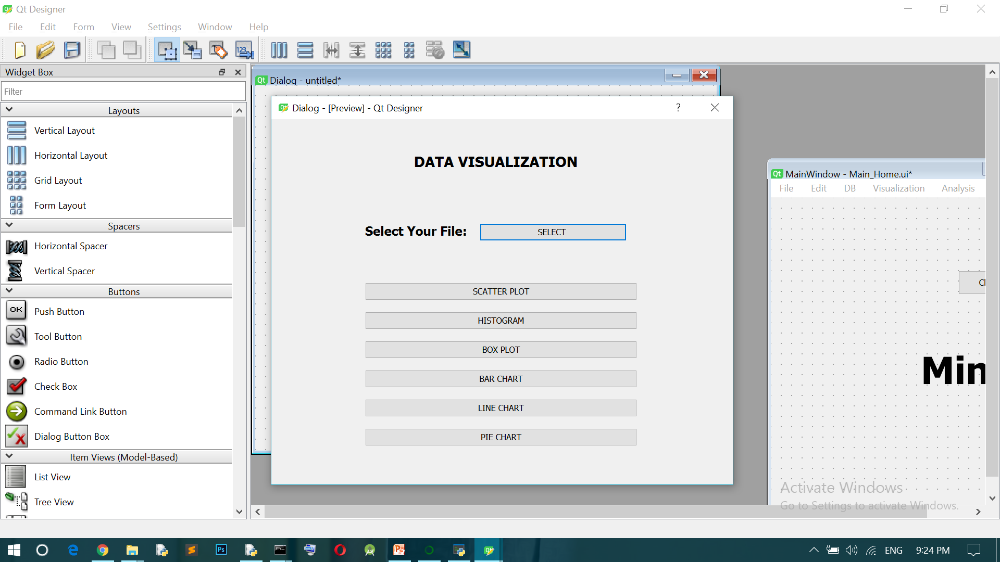 Qt Designer
File Edit Form View Settings Window Help
Widget Box
Filter
Layouts
Vertical Layout
Horizontal Layout
Grid Layout
Form Layout
Spacers
Horizontal Spacer
Vertical Spacer
Buttons
OK
Push Button
Tool Button
Radio Button
Check Box
Command Link Button
Dialog Button Box
Item Views (Model-Based)
List View
Tree View
Qt Dialog - untitled*
Dialog - [Preview] - Qt Designer
?
DATA VISUALIZATION
Select Your File:
SELECT
SCATTER PLOT
HISTOGRAM
BOX PLOT
BAR CHART
LINE CHART
PIE CHART
Qt MainWindow - Main_Home.ui*
File Edit DB Visualization Analysis
Min
Activate Windows
Go to Settings to activate Windows.
Ps
ENG
9:24 PM